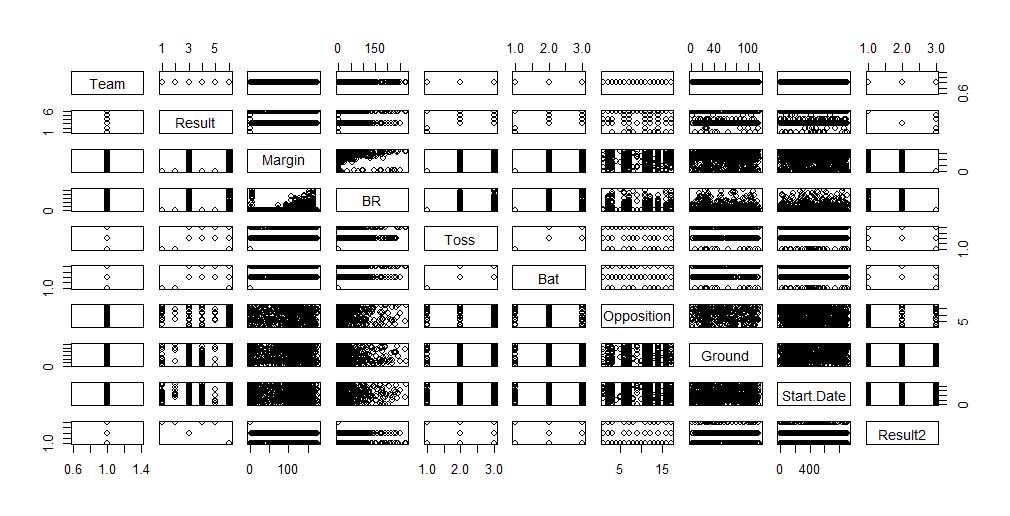 1 3 5 0 150 1.0 2.0 3.0 0 40 100 1.0 2.0 3.0
Team 0.6
1 6 Result
Margin 0
0 BR
Toss 1.0
1.0 Bat
Opposition 5
0 Ground
Start.Date 0
1.0 Result2
0.6 1.0 1.4 0 100 1.0 2.0 3.0 5 15 0 400